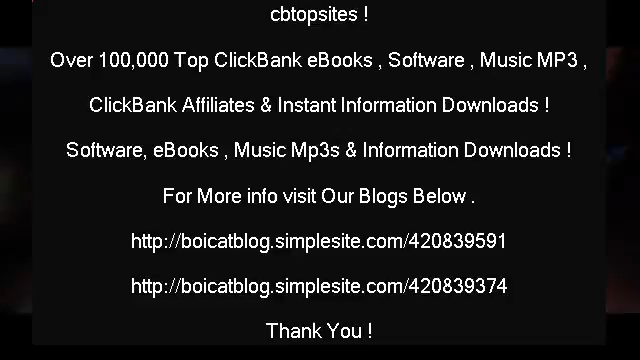 cbtopsites !
Over 100,000 Top ClickBank eBooks , Software , Music MP3 ,
ClickBank Affiliates & Instant Information Downloads !
Software, eBooks , Music Mp3s & Information Downloads !
For More info visit Our Blogs Below .
http://boicatblog.simplesite.com/420839591
http://boicatblog.simplesite.com/420839374
Thank You !